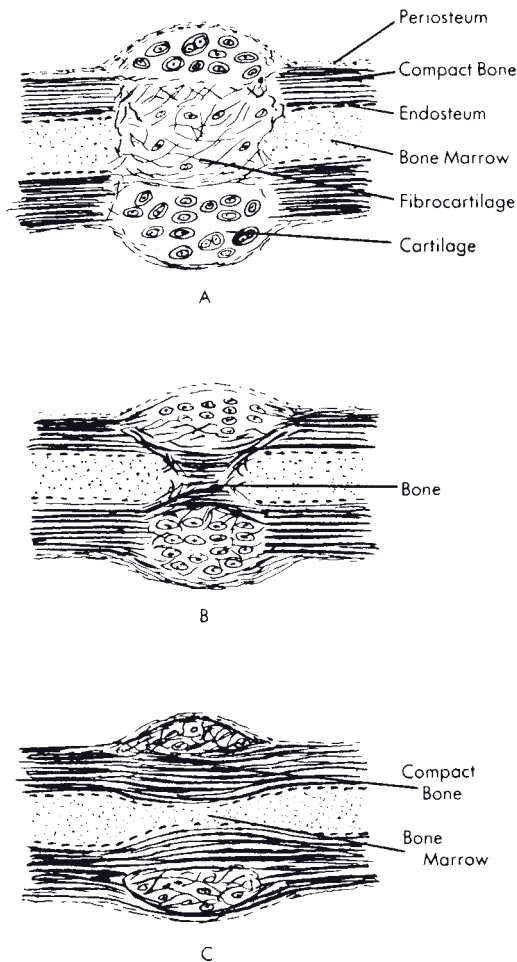 Periosteum
Compact Bone
Endosteum
Bone Marrow
Fibrocartilage
Cartilage
A
Bone
B
Compact
Bone
Bone
Marrow
C